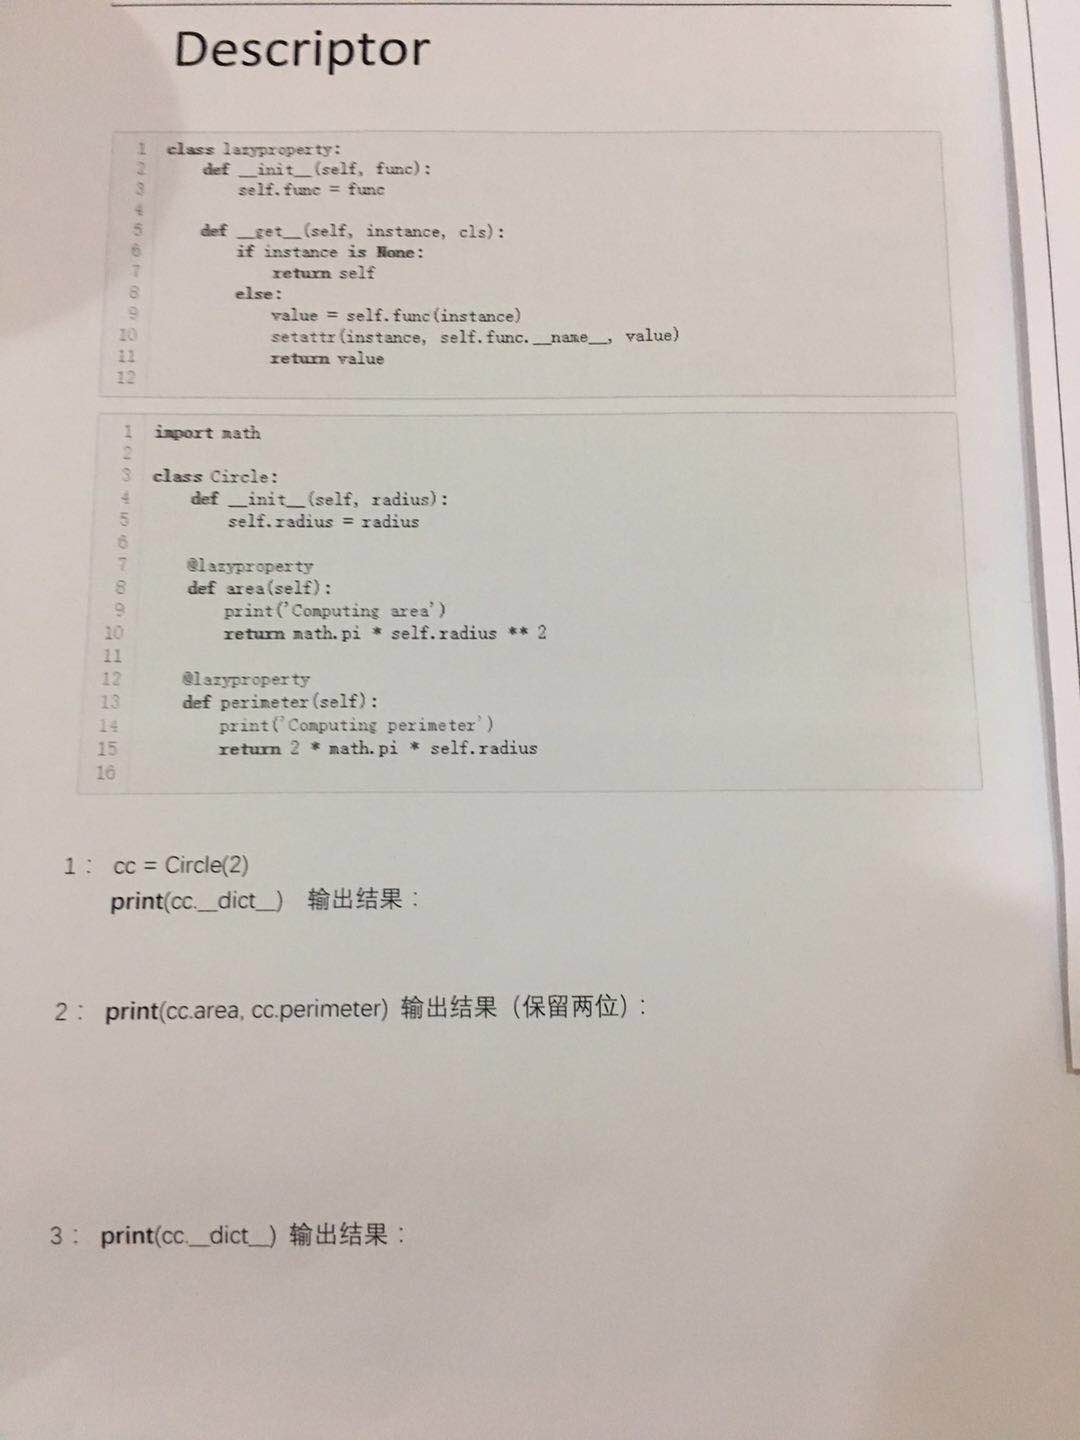 Descriptor
1 class lazyproperty:
2 def __init__(self, func):
3 self.func = func
4
5 def __get__(self, instance, cls):
6 if instance is None:
7 return self
8 else:
9 value = self.func(instance)
10 setattr(instance, self.func.__name__, value)
11 return value
12
1 import math
2
3 class Circle:
4 def __init__(self, radius):
5 self.radius = radius
6
7 @lazyproperty
8 def area(self):
9 print('Computing area')
10 return math.pi * self.radius ** 2
11
12 @lazyproperty
13 def perimeter(self):
14 print('Computing perimeter')
15 return 2 * math.pi * self.radius
16
1： cc = Circle(2)
print(cc.__dict__) 输出结果：
2： print(cc.area, cc.perimeter) 输出结果（保留两位）:
3： print(cc.__dict__) 输出结果：